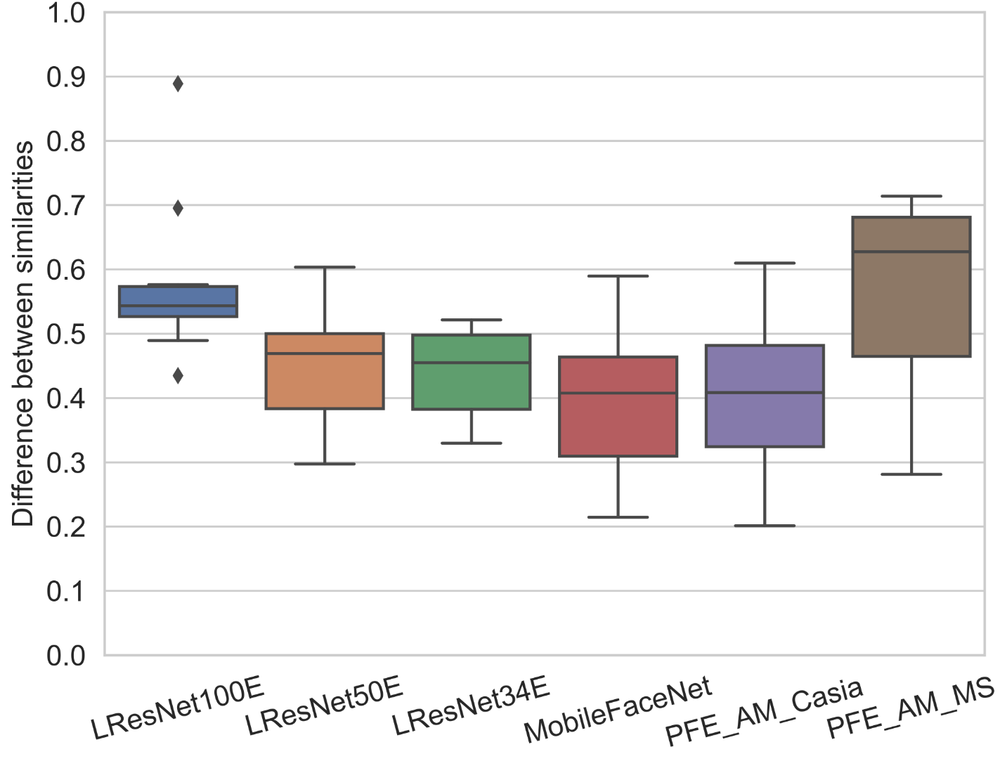 Difference between similarities
1.0
0.9
0.8
0.7
0.6
0.5
0.4
0.3
0.2
0.1
0.0
LResNet100E
LResNet50E
LResNet34E
MobileFaceNet
PFE_AM_Casia
PFE_AM_MS